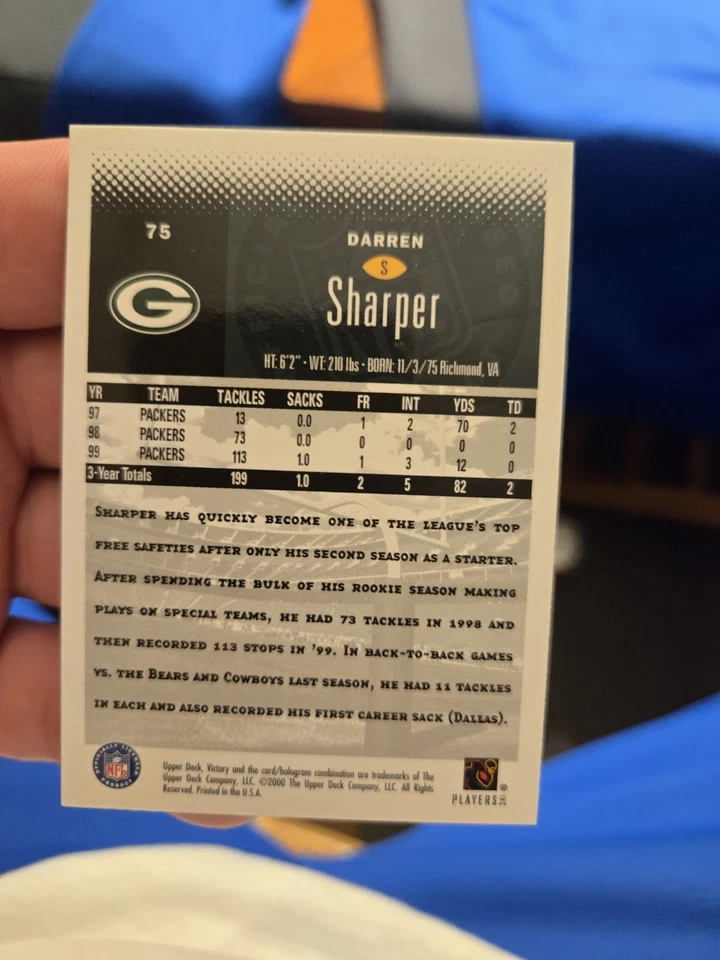 75
DARREN
S
Sharper
G
HT: 6'2" • WT: 210 lbs • BORN: 11/3/75 Richmond, VA
YR TEAM TACKLES SACKS FR INT YDS TD
97 PACKERS 13 0.0 1 2 70 2
98 PACKERS 73 0.0 0 0 0 0
99 PACKERS 113 1.0 1 3 12 0
3-Year Totals 199 1.0 2 5 82 2
SHARPER HAS QUICKLY BECOME ONE OF THE LEAGUE'S TOP
FREE SAFETIES AFTER ONLY HIS SECOND SEASON AS A STARTER.
AFTER SPENDING THE BULK OF HIS ROOKIE SEASON MAKING
PLAYS ON SPECIAL TEAMS, HE HAD 73 TACKLES IN 1998 AND
THEN RECORDED 113 STOPS IN '99. IN BACK-TO-BACK GAMES
VS. THE BEARS AND COWBOYS LAST SEASON, HE HAD 11 TACKLES
IN EACH AND ALSO RECORDED HIS FIRST CAREER SACK (DALLAS).
NFL
Upper Deck, Victory and the card/hologram combination are trademarks of The
Upper Deck Company, LLC. ©2000 The Upper Deck Company, LLC. All Rights
Reserved. Printed in the U.S.A.
PLAYERS